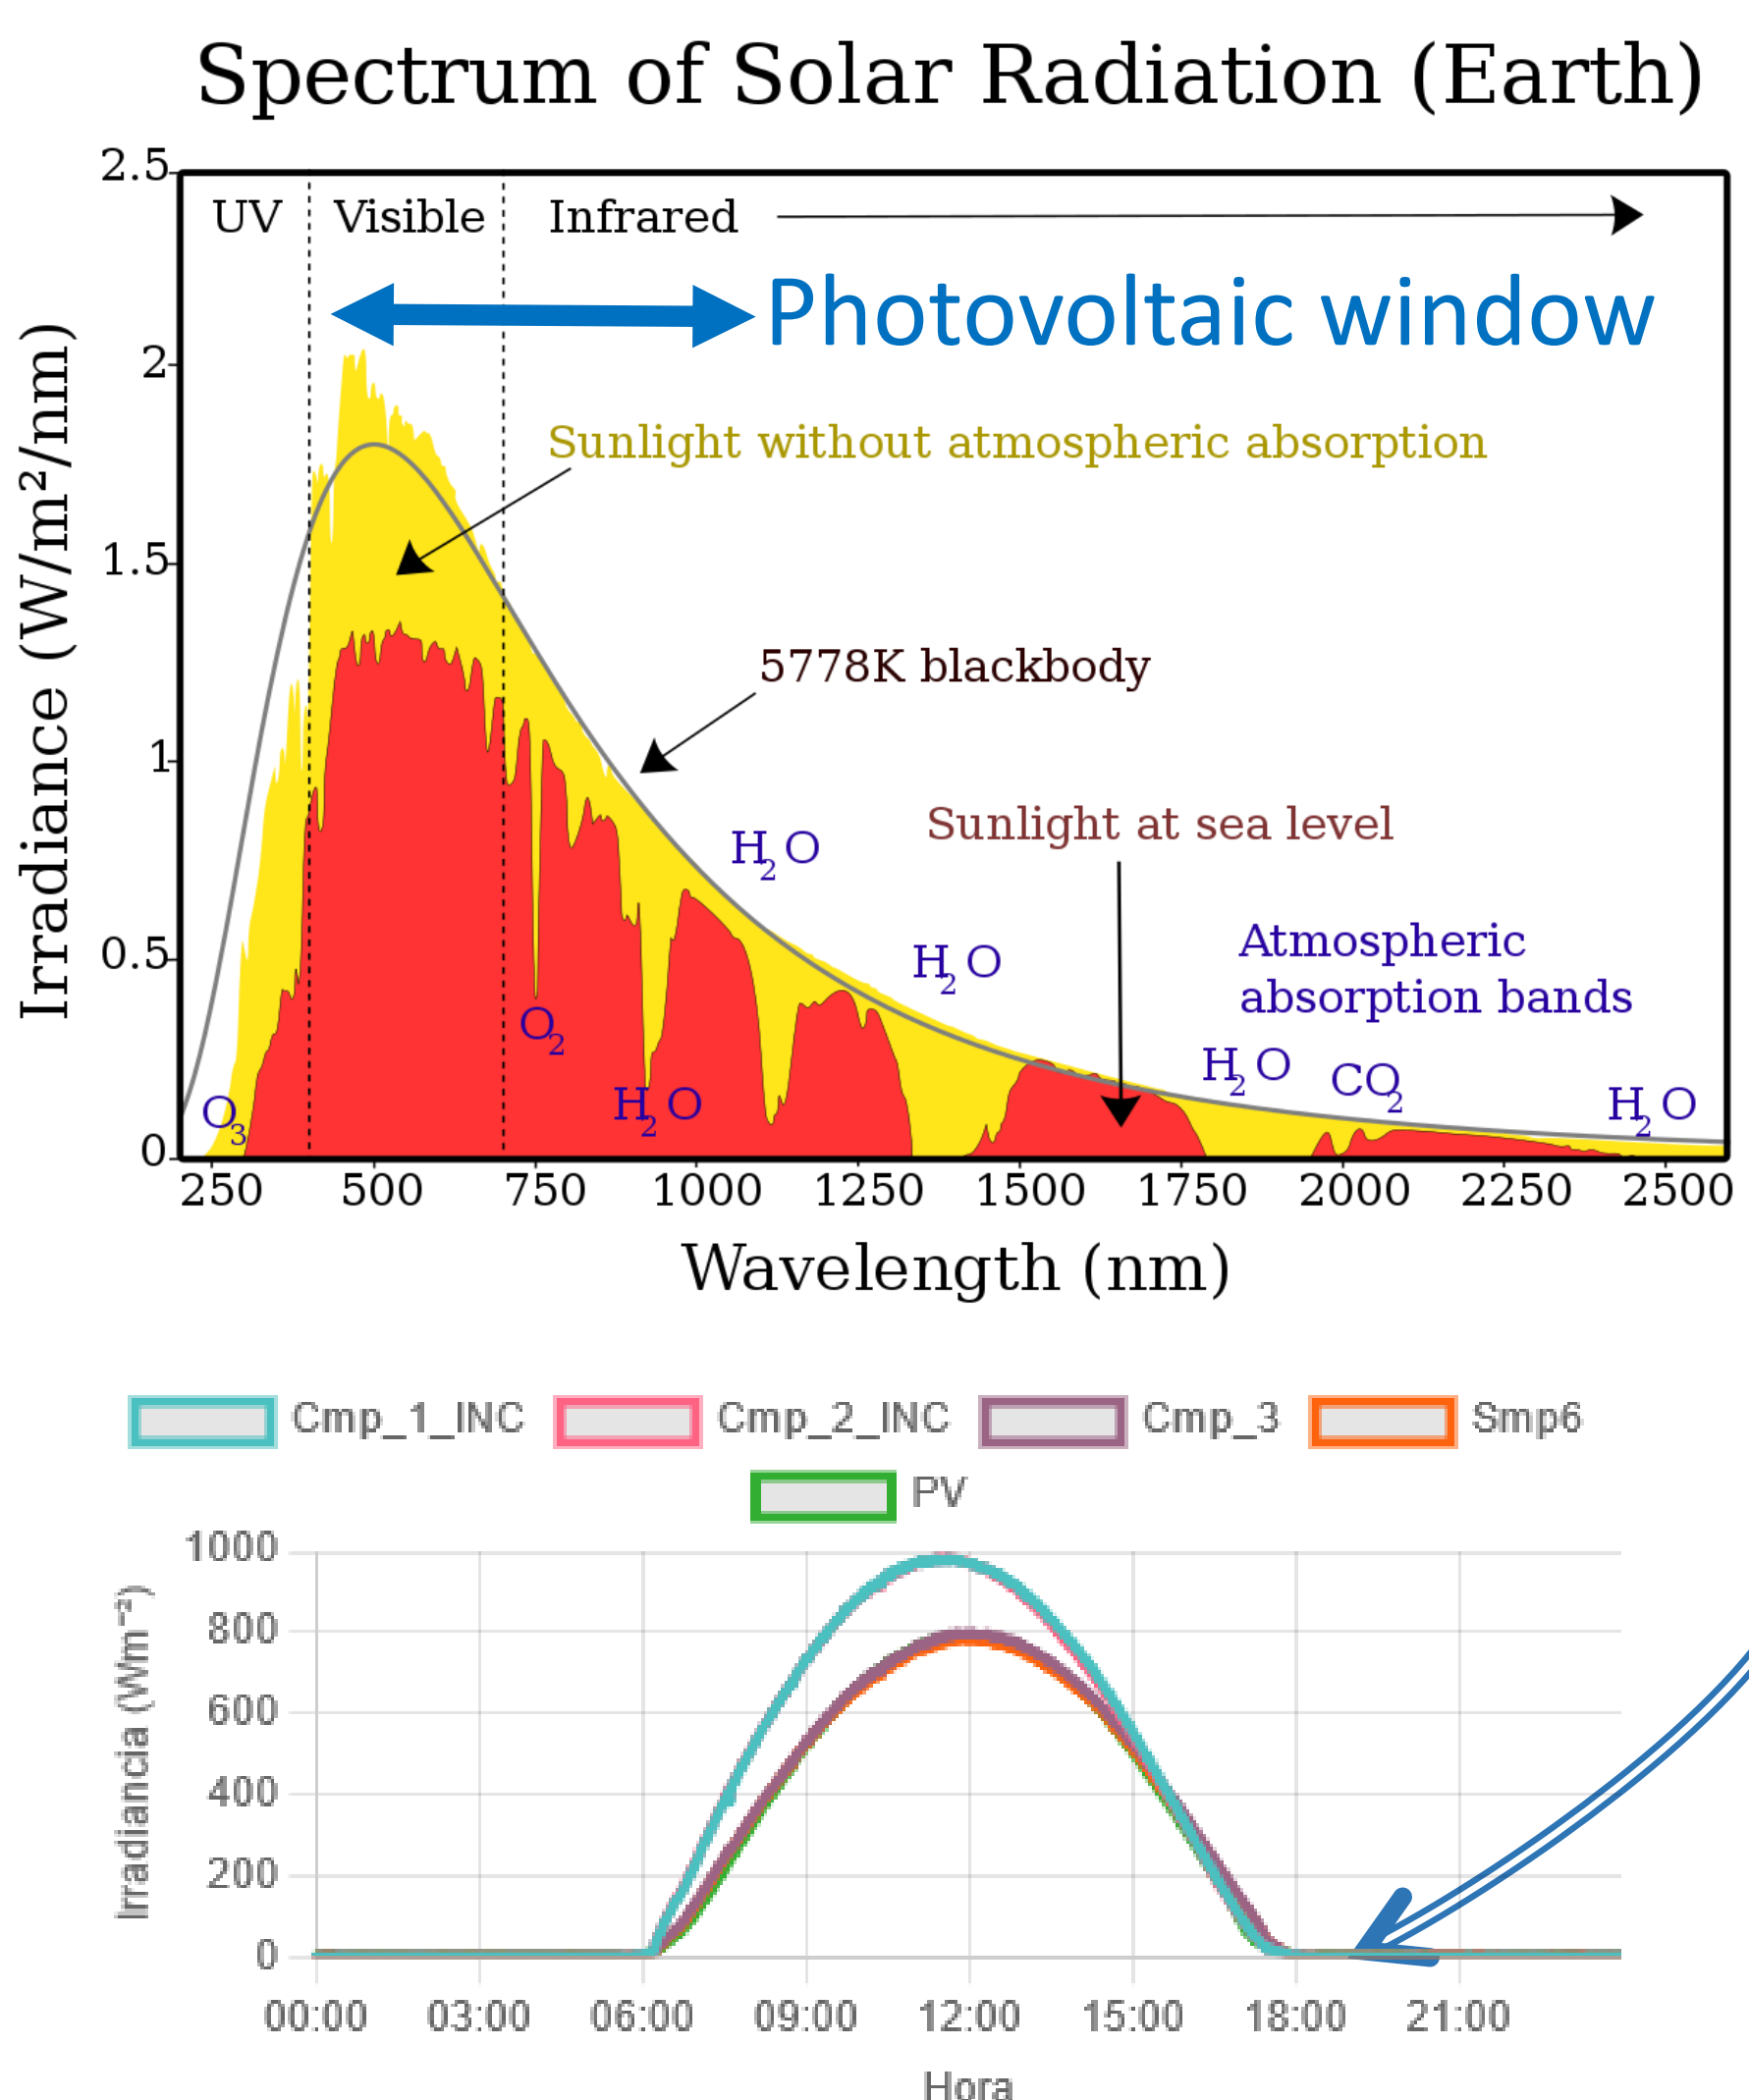 Spectrum of Solar Radiation (Earth)
2.5
UV Visible Infrared
Photovoltaic window
2
Sunlight without atmospheric absorption
1.5
5778K blackbody
1
Sunlight at sea level
H2O
Irradiance (W/m²/nm)
0.5
H2O
Atmospheric
absorption bands
O2
H2O
CO2
O3
H2O
H2O
0
250 500 750 1000 1250 1500 1750 2000 2250 2500
Wavelength (nm)
Cmp_1_INC Cmp_2_INC Cmp_3 Smp6
PV
1000
800
600
400
200
0
Irradiancia (Wm⁻²)
00:00 03:00 06:00 09:00 12:00 15:00 18:00 21:00
Hora